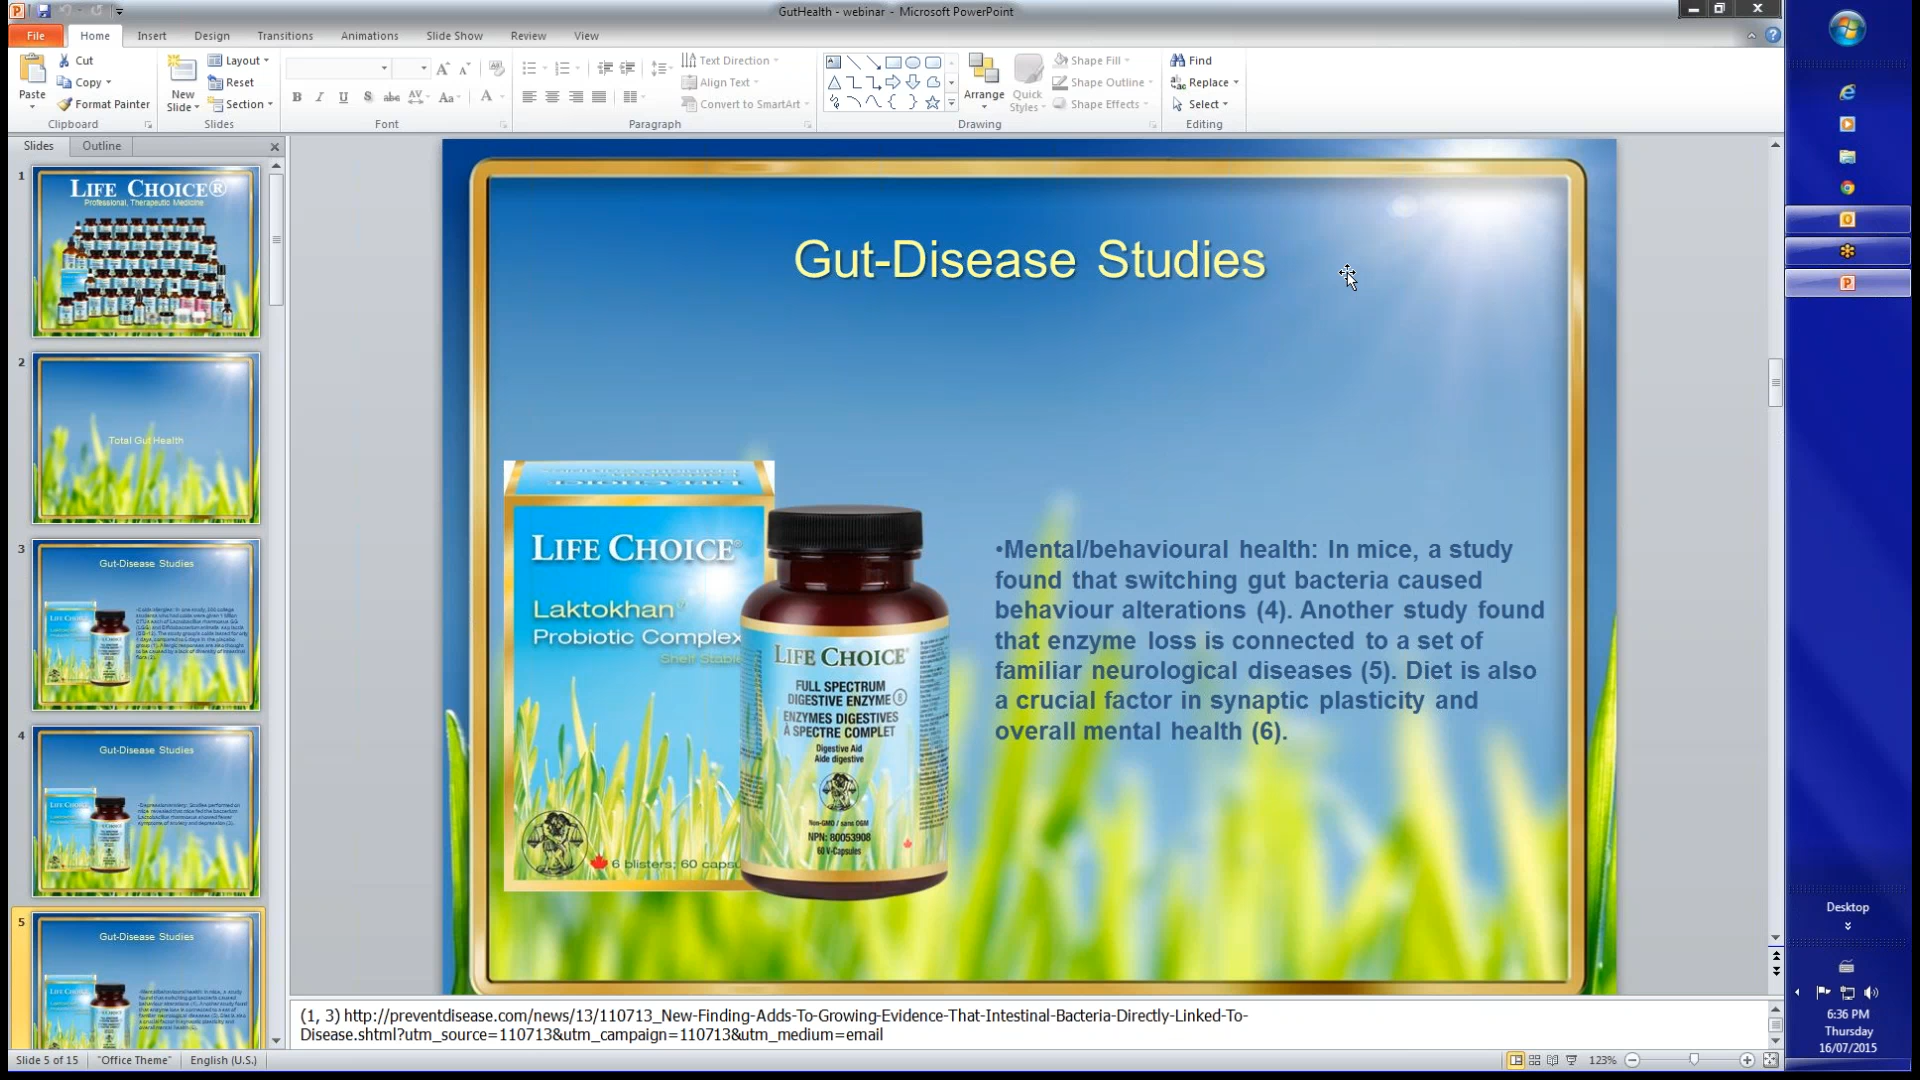 GutHealth - webinar - Microsoft PowerPoint
File Home Insert Design Transitions Animations Slide Show Review View
Paste Cut Copy Format Painter
New Slide Layout Reset Section
Text Direction Align Text Convert to SmartArt
Arrange Quick Styles Shape Fill Shape Outline Shape Effects
Find Replace Select
Clipboard Slides Font Paragraph Drawing Editing
Slides Outline
1
LIFE CHOICE®
Professional, Therapeutic Medicine
2
Total Gut Health
3
Gut-Disease Studies
4
Gut-Disease Studies
5
Gut-Disease Studies
Gut-Disease Studies
LIFE CHOICE®
Laktokhan
Probiotic Complex
Shelf Stable
6 blisters; 60 capsu
LIFE CHOICE®
FULL SPECTRUM
DIGESTIVE ENZYME
ENZYMES DIGESTIVES
À SPECTRE COMPLET
Digestive Aid
Aide digestive
Non-GMO / sans OGM
NPN: 80053908
60 V-Capsules
•Mental/behavioural health: In mice, a study
found that switching gut bacteria caused
behaviour alterations (4). Another study found
that enzyme loss is connected to a set of
familiar neurological diseases (5). Diet is also
a crucial factor in synaptic plasticity and
overall mental health (6).
(1, 3) http://preventdisease.com/news/13/110713_New-Finding-Adds-To-Growing-Evidence-That-Intestinal-Bacteria-Directly-Linked-To-
Disease.shtml?utm_source=110713&utm_campaign=110713&utm_medium=email
Slide 5 of 15 "Office Theme" English (U.S.) 123%
Desktop
6:36 PM
Thursday
16/07/2015